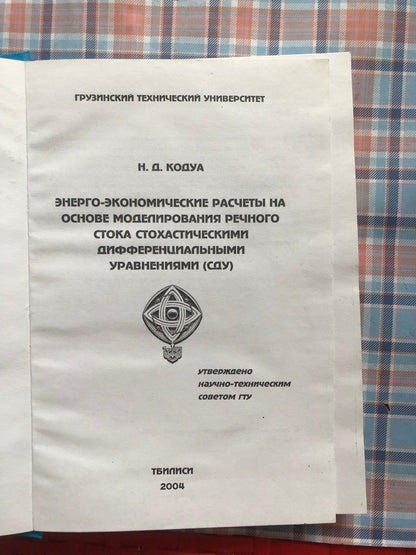 ГРУЗИНСКИЙ ТЕХНИЧЕСКИЙ УНИВЕРСИТЕТ
Н. Д. КОДУА
ЭНЕРГО-ЭКОНОМИЧЕСКИЕ РАСЧЕТЫ НА
ОСНОВЕ МОДЕЛИРОВАНИЯ РЕЧНОГО
СТОКА СТОХАСТИЧЕСКИМИ
ДИФФЕРЕНЦИАЛЬНЫМИ
УРАВНЕНИЯМИ (СДУ)
утверждено
научно-техническим
советом ГТУ
ТБИЛИСИ
2004